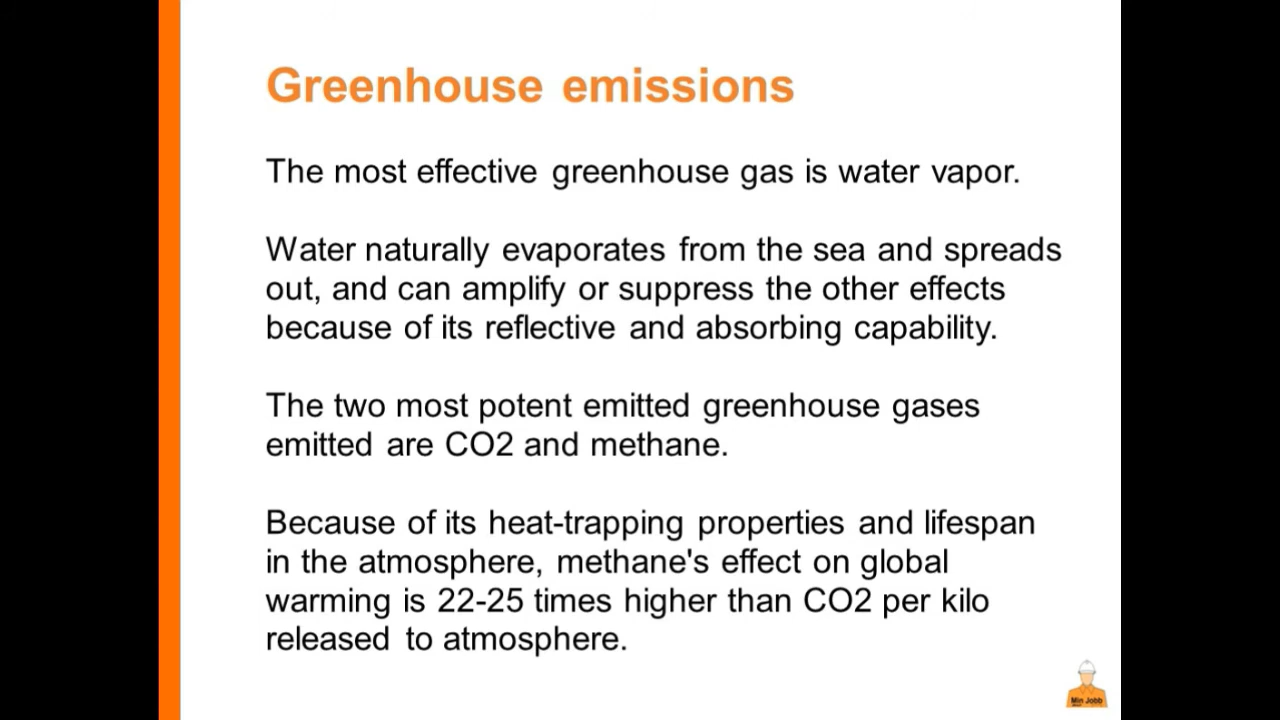 Greenhouse emissions
The most effective greenhouse gas is water vapor.
Water naturally evaporates from the sea and spreads
out, and can amplify or suppress the other effects
because of its reflective and absorbing capability.
The two most potent emitted greenhouse gases
emitted are CO2 and methane.
Because of its heat-trapping properties and lifespan
in the atmosphere, methane's effect on global
warming is 22-25 times higher than CO2 per kilo
released to atmosphere.
Min Jobb